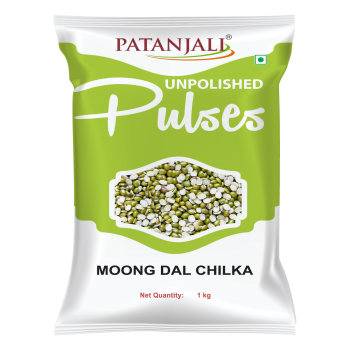 PATANJALI®
UNPOLISHED
Pulses
MOONG DAL CHILKA
Net Quantity: 1 kg